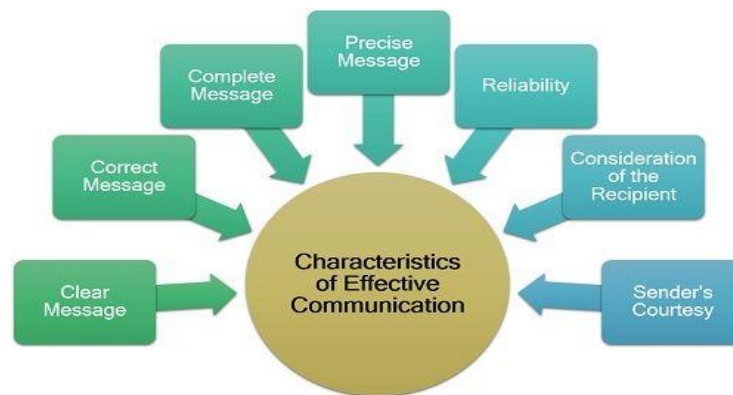 Precise
Message
Complete
Message
Reliability
Correct
Message
Consideration
of the
Recipient
Characteristics
of Effective
Communication
Clear
Message
Sender's
Courtesy